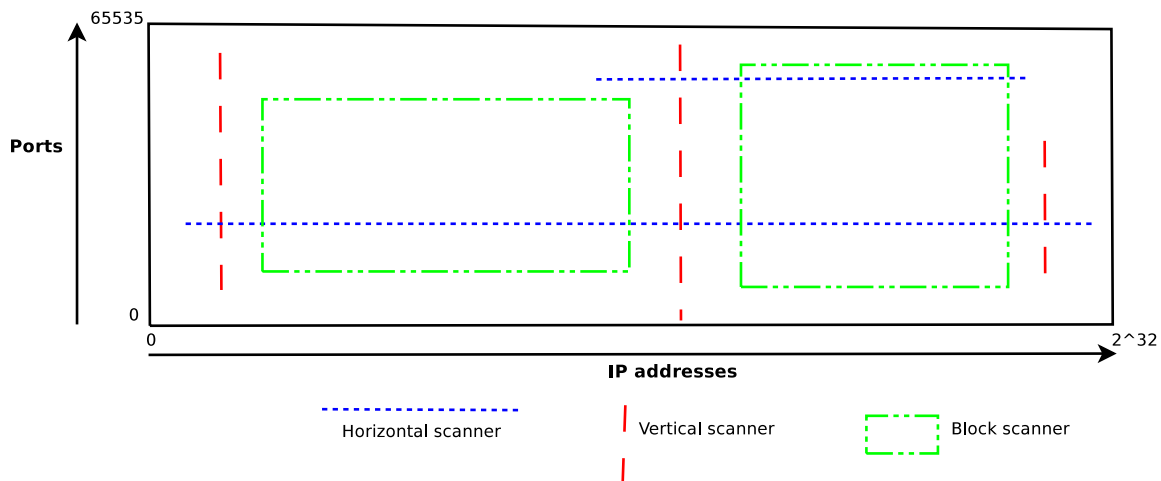 65535
Ports
0
0
2^32
IP addresses
Horizontal scanner
Vertical scanner
Block scanner